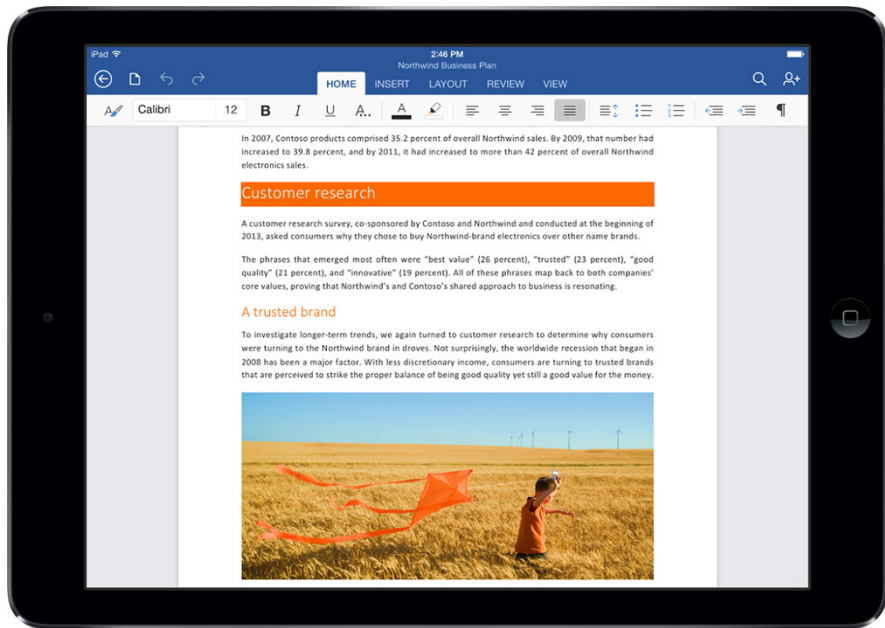 iPad
2:46 PM
Northwind Business Plan
HOME INSERT LAYOUT REVIEW VIEW
Calibri 12 B I U A... A
In 2007, Contoso products comprised 35.2 percent of overall Northwind sales. By 2009, that number had
increased to 39.8 percent, and by 2011, it had increased to more than 42 percent of overall Northwind
electronics sales.
Customer research
A customer research survey, co-sponsored by Contoso and Northwind and conducted at the beginning of
2013, asked consumers why they chose to buy Northwind-brand electronics over other name brands.
The phrases that emerged most often were “best value” (26 percent), “trusted” (23 percent), “good
quality” (21 percent), and “innovative” (19 percent). All of these phrases map back to both companies’
core values, proving that Northwind’s and Contoso’s shared approach to business is resonating.
A trusted brand
To investigate longer-term trends, we again turned to customer research to determine why consumers
were turning to the Northwind brand in droves. Not surprisingly, the worldwide recession that began in
2008 has been a major factor. With less discretionary income, consumers are turning to trusted brands
that are perceived to strike the proper balance of being good quality yet still a good value for the money.